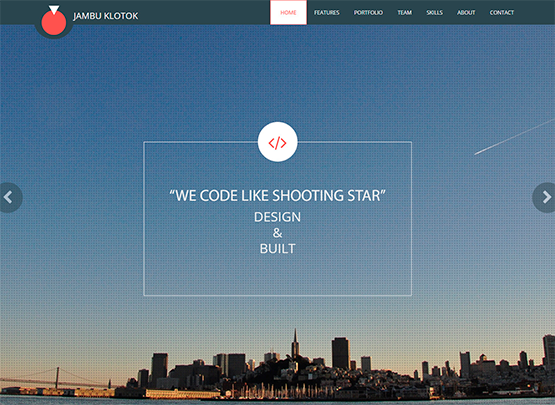 JAMBU KLOTOK
HOME FEATURES PORTFOLIO TEAM SKILLS ABOUT CONTACT
</>
“WE CODE LIKE SHOOTING STAR”
DESIGN
&
BUILT